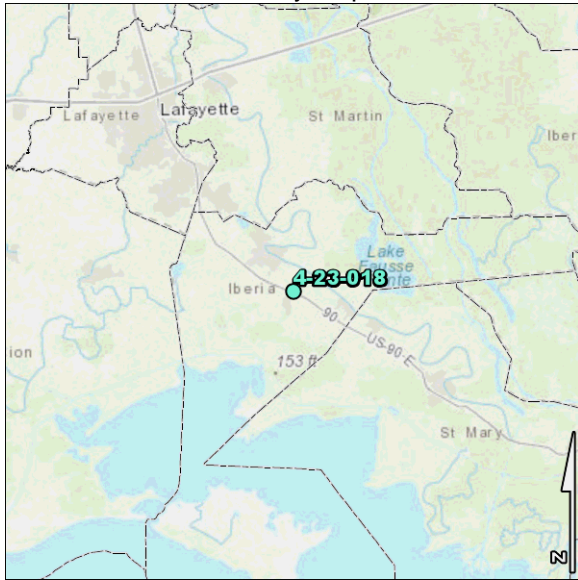 Lafayette
Lafayette
St Martin
Iber
Lake
Fausse
nte
4-23-018
Iberia
90
US-90-E
ion
153 ft
St Mary
N